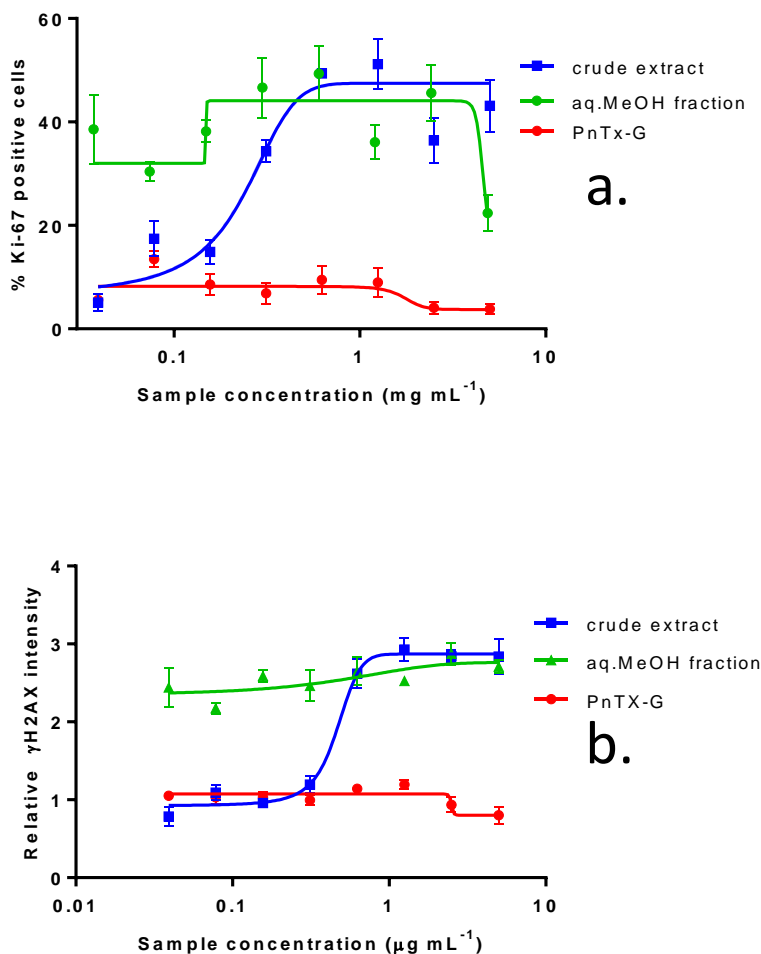 60
40
20
0
% Ki-67 positive cells
0.1
1
10
Sample concentration (mg mL-1)
crude extract
aq.MeOH fraction
PnTx-G
a.
4
3
2
1
0
Relative γH2AX intensity
0.01
0.1
1
10
Sample concentration (μg mL-1)
crude extract
aq.MeOH fraction
PnTX-G
b.